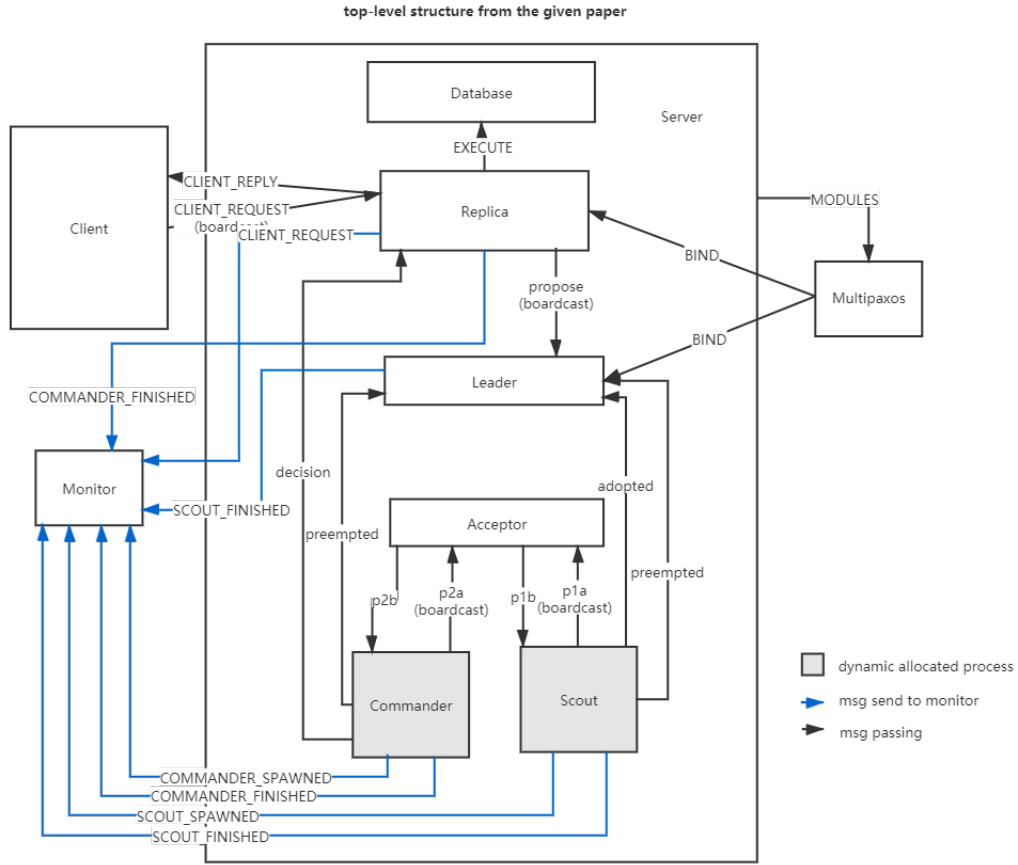 top-level structure from the given paper
Database
Server
EXECUTE
CLIENT_REPLY
MODULES
CLIENT_REQUEST
(boardcast)
Replica
Client
CLIENT_REQUEST
BIND
propose
(boardcast)
Multipaxos
BIND
Leader
COMMANDER_FINISHED
decision
adopted
Monitor
SCOUT_FINISHED
Acceptor
preempted
preempted
p2b
p2a
(boardcast)
p1b
p1a
(boardcast)
Commander
Scout
dynamic allocated process
msg send to monitor
msg passing
COMMANDER_SPAWNED
COMMANDER_FINISHED
SCOUT_SPAWNED
SCOUT_FINISHED